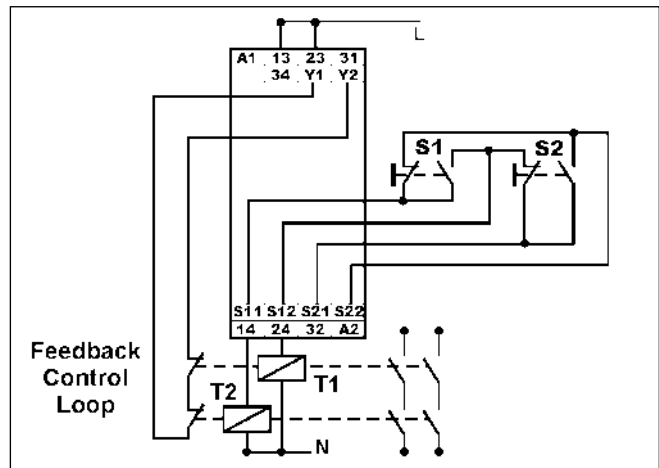 L
A1 13 23 31
34 Y1 Y2
S1 S2
S11 S12 S21 S22
14 24 32 A2
Feedback
Control
Loop
T2 T1
N